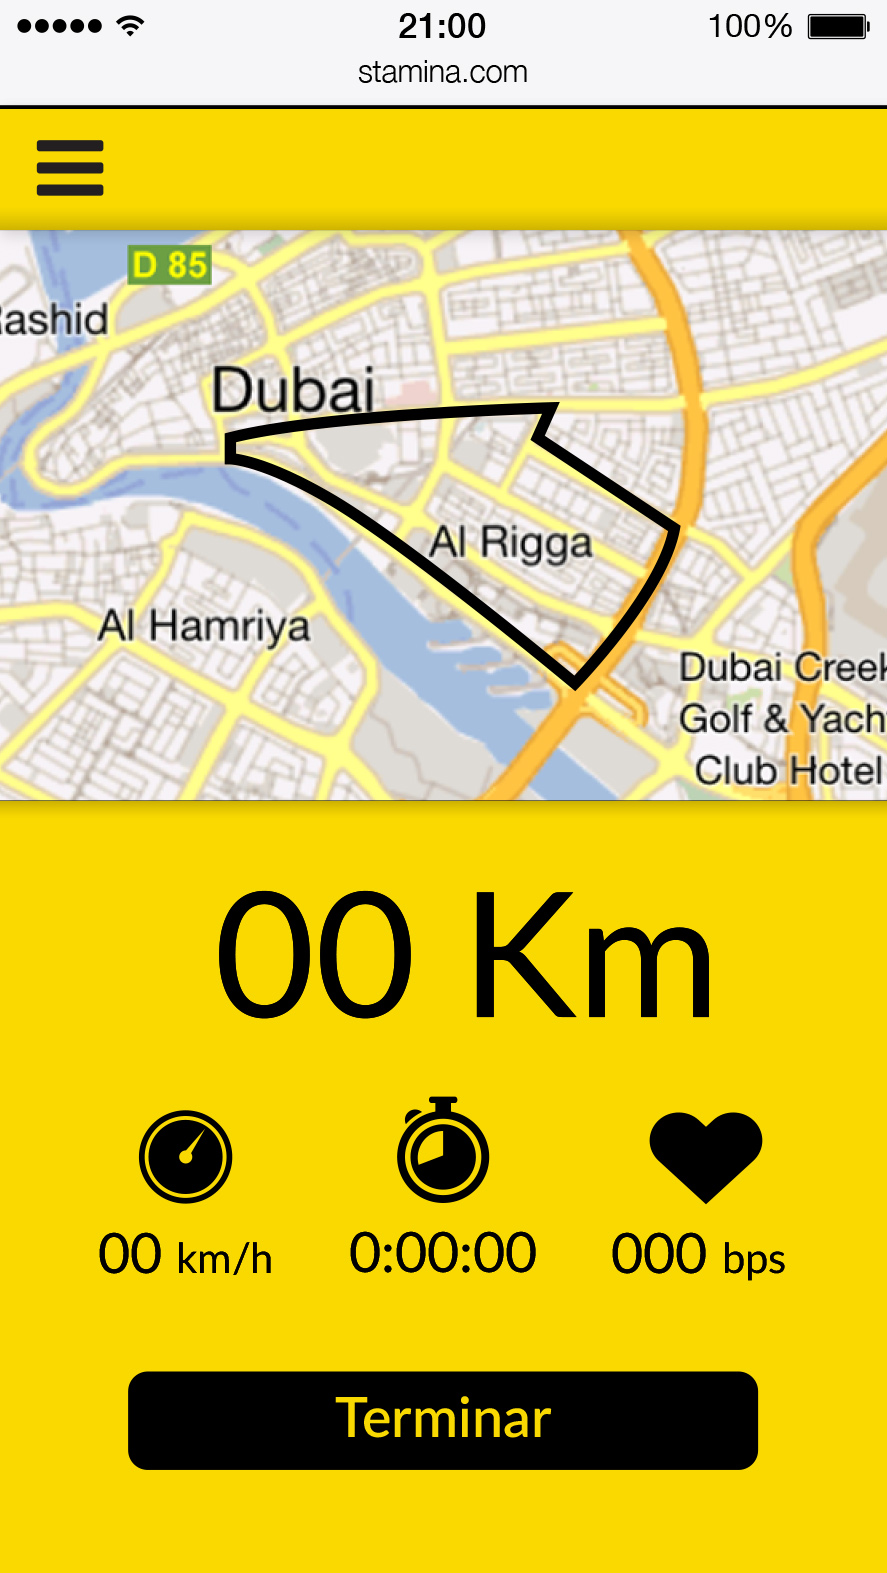 21:00
100%
stamina.com
D 85
ashid
Dubai
Al Rigga
Al Hamriya
Dubai Creek
Golf & Yach
Club Hotel
00 Km
00 km/h
0:00:00
000 bps
Terminar